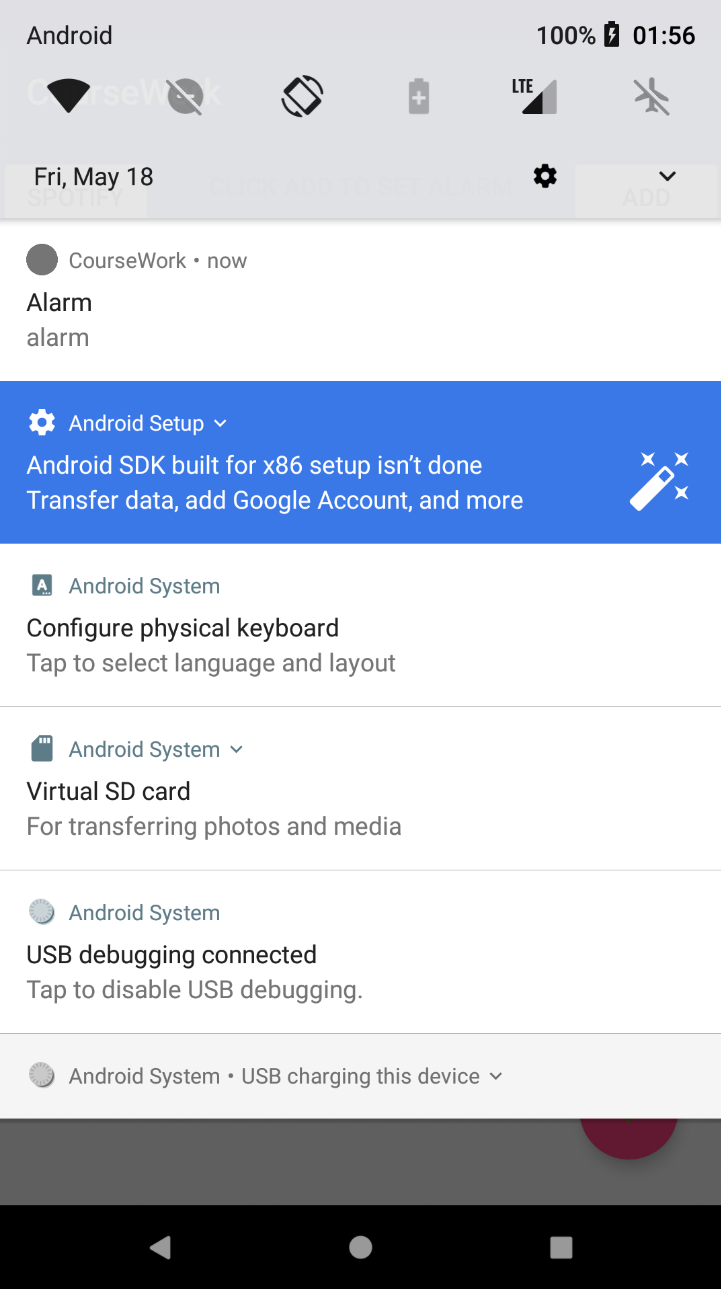 Android 100% 01:56
CourseWork
LTE
Fri, May 18
SPOTIFY CLICK ADD TO SET ALARM ADD
CourseWork • now
Alarm
alarm
Android Setup
Android SDK built for x86 setup isn’t done
Transfer data, add Google Account, and more
A
Android System
Configure physical keyboard
Tap to select language and layout
Android System
Virtual SD card
For transferring photos and media
Android System
USB debugging connected
Tap to disable USB debugging.
Android System • USB charging this device